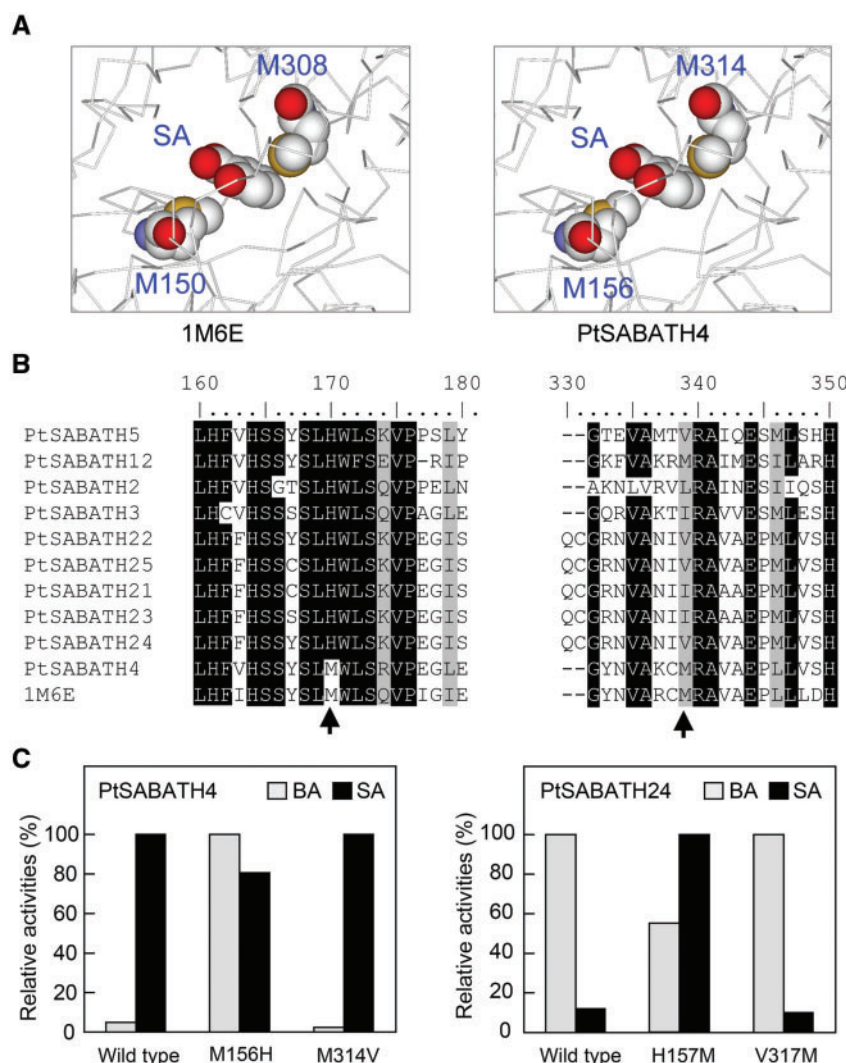 A
M308
SA
M150
1M6E
M314
SA
M156
PtSABATH4
B
160 170 180 330 340 350
PtSABATH5 LHFVHSSYSLHWLSKVPPSLY --GTEVAMTVRAIQESMLSHH
PtSABATH12 LHFVHSSYSLHWFSEVP-RIP --GKFVAKRMRAIMESILARH
PtSABATH2 LHFVHSGTSLHWLSQVPPELN --AKNLVRVLRAINESIIQSH
PtSABATH3 LHCVHSSSSLHWLSQVPAGLE --GQRVAKTIRAVVESMLESH
PtSABATH22 LHFFHSSYSLHWLSKVPEGIS QCGRNVANIVRAVAEPMLVSH
PtSABATH25 LHFFHSSCSLHWLSKVPEGIS QCGRNVANIVRAVAEPMLVSH
PtSABATH21 LHFFHSSCSLHWLSKVPEGIS QCGRNVANIIRAAAEPMLVSH
PtSABATH23 LHFFHSSYSLHWLSKVPEGIS QCGRNVANIIRAAAEPMLVSH
PtSABATH24 LHFFHSSYSLHWLSKVPEGIS QCGRNVANIVRAVAEPMLVSH
PtSABATH4 LHFVHSSYSLMWLSRVPEGLE --GYNVAKCMRAVAEPLLVSH
1M6E LHFIHSSYSLMWLSQVPIGIE --GYNVARCMRAVAEPLLLDH
C
PtSABATH4 BA SA
Relative activities (%)
100
80
60
40
20
0
Wild type M156H M314V
PtSABATH24 BA SA
Relative activities (%)
100
80
60
40
20
0
Wild type H157M V317M